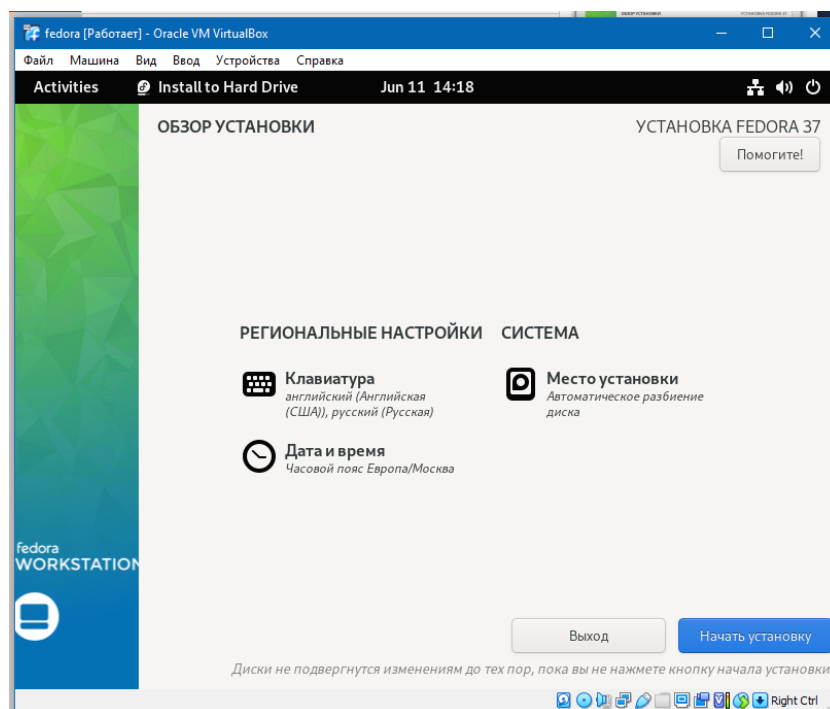 ОБЗОР УСТАНОВКИ
fedora [Работает] - Oracle VM VirtualBox
Файл Машина Вид Ввод Устройства Справка
Activities Install to Hard Drive Jun 11 14:18
ОБЗОР УСТАНОВКИ УСТАНОВКА FEDORA 37
Помогите!
РЕГИОНАЛЬНЫЕ НАСТРОЙКИ СИСТЕМА
Клавиатура
английский (Английская
(США)), русский (Русская)
Место установки
Автоматическое разбиение
диска
Дата и время
Часовой пояс Европа/Москва
fedora
WORKSTATION
Выход Начать установку
Диски не подвергнутся изменениям до тех пор, пока вы не нажмете кнопку начала установки
Right Ctrl